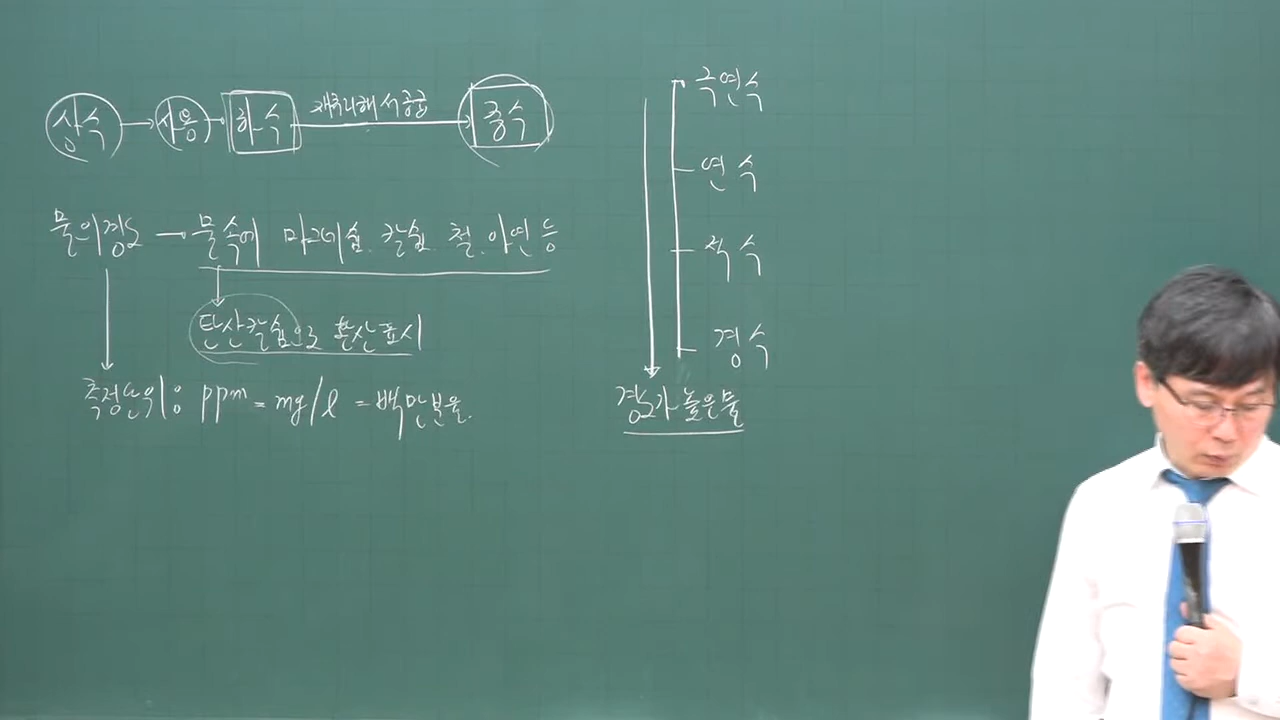 상수 → 사용 → 하수 재처리해서 공급 → 중수
물의경도 → 물속에 마그네슘. 칼슘. 철. 아연 등
탄산칼슘으로 환산표시
측정단위: ppm = mg/l = 백만분율.
극연수
연수
적수
경수
경도가 높은물